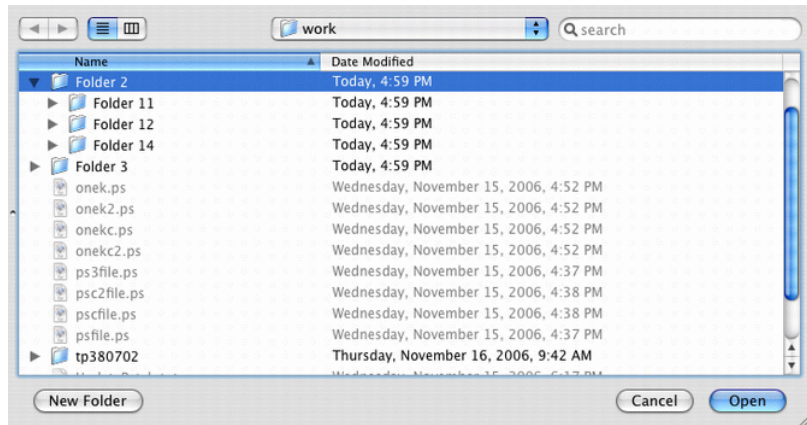 work
search
Name Date Modified
Folder 2 Today, 4:59 PM
Folder 11 Today, 4:59 PM
Folder 12 Today, 4:59 PM
Folder 14 Today, 4:59 PM
Folder 3 Today, 4:59 PM
onek.ps Wednesday, November 15, 2006, 4:52 PM
onek2.ps Wednesday, November 15, 2006, 4:52 PM
onekc.ps Wednesday, November 15, 2006, 4:52 PM
onekc2.ps Wednesday, November 15, 2006, 4:52 PM
ps3file.ps Wednesday, November 15, 2006, 4:37 PM
psc2file.ps Wednesday, November 15, 2006, 4:38 PM
pscfile.ps Wednesday, November 15, 2006, 4:38 PM
psfile.ps Wednesday, November 15, 2006, 4:37 PM
tp380702 Thursday, November 16, 2006, 9:42 AM
New Folder Cancel Open